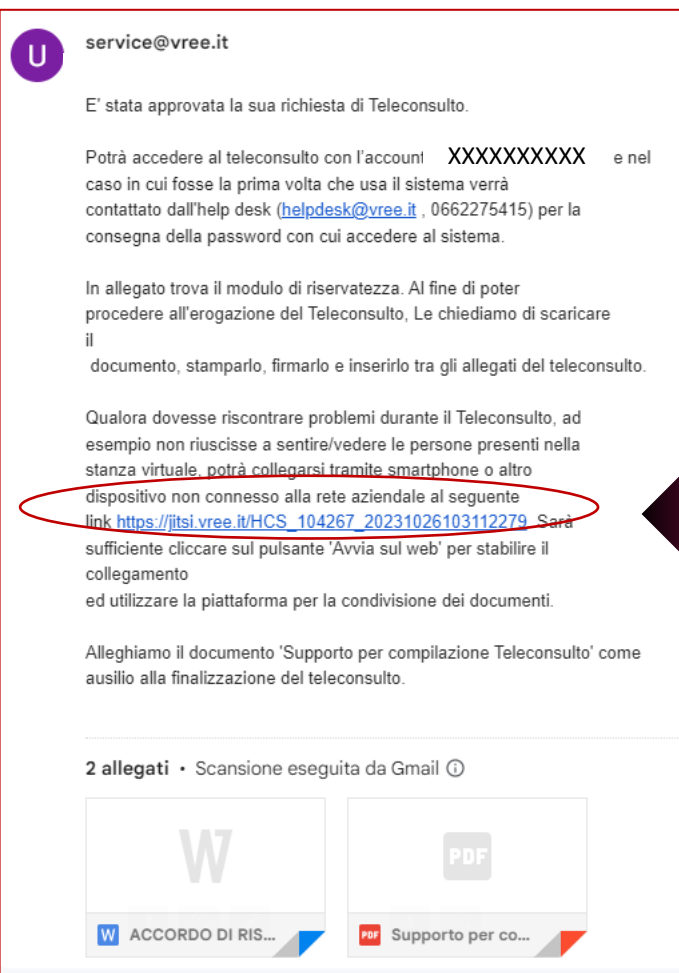 U
service@vree.it
E' stata approvata la sua richiesta di Teleconsulto.
Potrà accedere al teleconsulto con l'account XXXXXXXXXX e nel
caso in cui fosse la prima volta che usa il sistema verrà
contattato dall'help desk (helpdesk@vree.it , 0662275415) per la
consegna della password con cui accedere al sistema.
In allegato trova il modulo di riservatezza. Al fine di poter
procedere all'erogazione del Teleconsulto, Le chiediamo di scaricare
il
documento, stamparlo, firmarlo e inserirlo tra gli allegati del teleconsulto.
Qualora dovesse riscontrare problemi durante il Teleconsulto, ad
esempio non riuscisse a sentire/vedere le persone presenti nella
stanza virtuale, potrà collegarsi tramite smartphone o altro
dispositivo non connesso alla rete aziendale al seguente
link https://jitsi.vree.it/HCS_104267_20231026103112279 Sarà
sufficiente cliccare sul pulsante 'Avvia sul web' per stabilire il
collegamento
ed utilizzare la piattaforma per la condivisione dei documenti.
Alleghiamo il documento 'Supporto per compilazione Teleconsulto' come
ausilio alla finalizzazione del teleconsulto.
2 allegati • Scansione eseguita da Gmail
W PDF
W ACCORDO DI RIS... PDF Supporto per co...